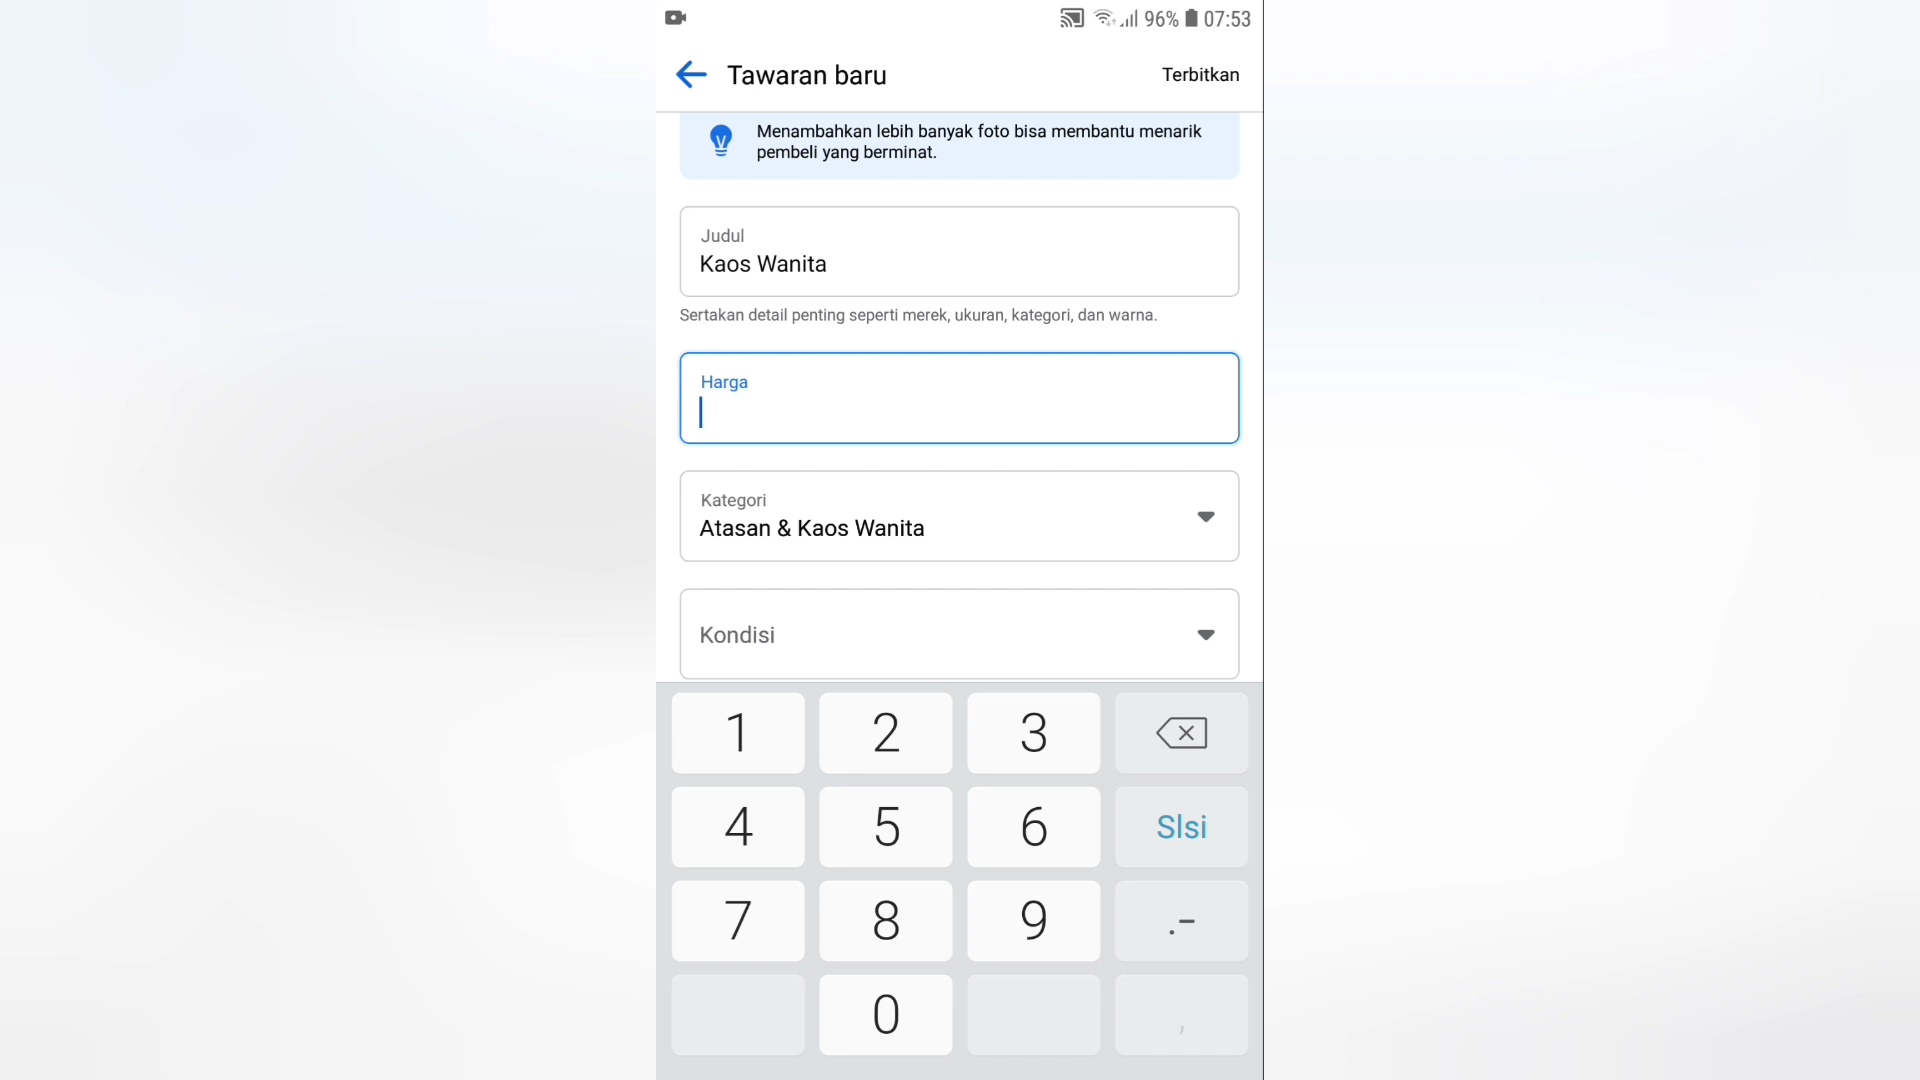 96% 07:53
Tawaran baru
Terbitkan
Menambahkan lebih banyak foto bisa membantu menarik
pembeli yang berminat.
Judul
Kaos Wanita
Sertakan detail penting seperti merek, ukuran, kategori, dan warna.
Harga
Kategori
Atasan & Kaos Wanita
Kondisi
1 2 3
4 5 6 Slsi
7 8 9 .-
0 ,